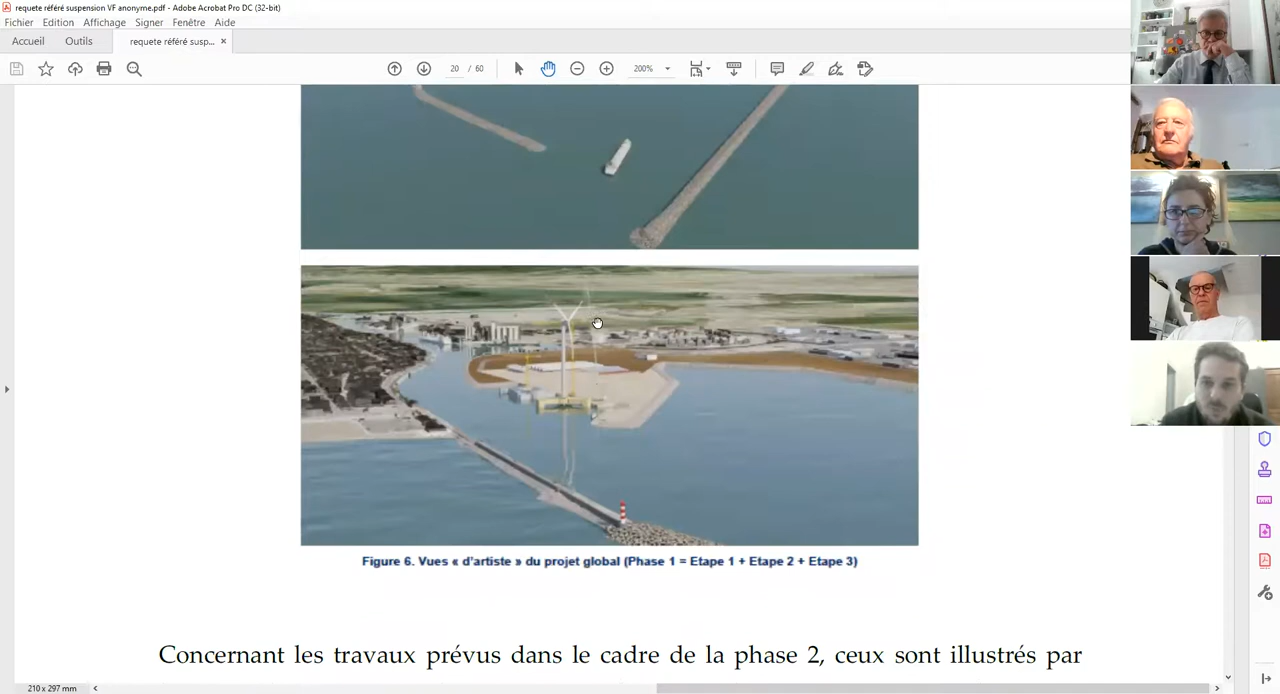 requete référé suspension VF anonyme.pdf - Adobe Acrobat Pro DC (32-bit)
Fichier Edition Affichage Signer Fenêtre Aide
Accueil Outils requete référé susp... ×
20 / 60 200%
Figure 6. Vues « d'artiste » du projet global (Phase 1 = Etape 1 + Etape 2 + Etape 3)
Concernant les travaux prévus dans le cadre de la phase 2, ceux sont illustrés par
210 x 297 mm